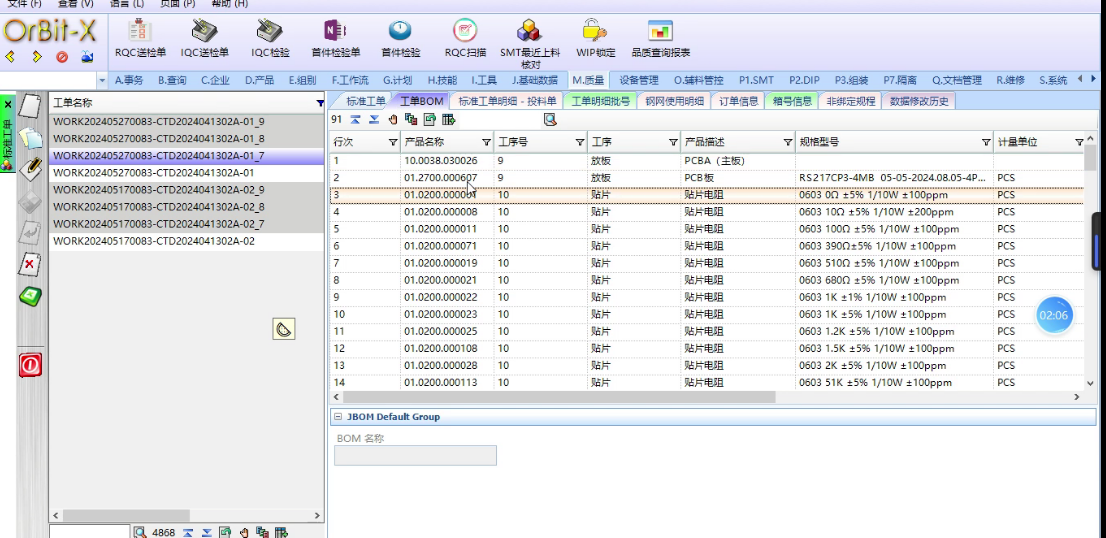 文件 (F) 查看 (V) 语言 (L) 页面 (P) 帮助 (H)
OrBit-X
RQC送检单 IQC送检单 IQC检验 首件检验单 首件检验 RQC扫描 SMT最近上料核对 WIP锁定 品质查询报表
A.事务 B.查询 C.企业 D.产品 E.组别 F.工作流 G.计划 H.技能 I.工具 J.基础数据 M.质量 设备管理 O.辅料管控 P1.SMT P2.DIP P3.组装 P7.隔离 Q.文档管理 R.维修 S.系统
标准工单
工单名称
WORK202405270083-CTD2024041302A-01_9
WORK202405270083-CTD2024041302A-01_8
WORK202405270083-CTD2024041302A-01_7
WORK202405270083-CTD2024041302A-01
WORK202405170083-CTD2024041302A-02_9
WORK202405170083-CTD2024041302A-02_8
WORK202405170083-CTD2024041302A-02_7
WORK202405170083-CTD2024041302A-02
4868
标准工单 工单BOM 标准工单明细 - 投料单 工单明细批号 钢网使用明细 订单信息 箱号信息 非绑定规程 数据修改历史
91
行次 产品名称 工序号 工序 产品描述 规格型号 计量单位
1 10.0038.030026 9 放板 PCBA（主板）
2 01.2700.000607 9 放板 PCB板 RS217CP3-4MB 05-05-2024.08.05-4P... PCS
3 01.0200.000001 10 贴片 贴片电阻 0603 0Ω ±5% 1/10W ±100ppm PCS
4 01.0200.000008 10 贴片 贴片电阻 0603 10Ω ±5% 1/10W ±200ppm PCS
5 01.0200.000011 10 贴片 贴片电阻 0603 100Ω ±5% 1/10W ±100ppm PCS
6 01.0200.000071 10 贴片 贴片电阻 0603 390Ω±5% 1/10W ±100ppm PCS
7 01.0200.000019 10 贴片 贴片电阻 0603 510Ω ±5% 1/10W ±100ppm PCS
8 01.0200.000021 10 贴片 贴片电阻 0603 680Ω ±5% 1/10W ±100ppm PCS
9 01.0200.000022 10 贴片 贴片电阻 0603 1K ±1% 1/10W ±100ppm PCS
10 01.0200.000023 10 贴片 贴片电阻 0603 1K ±5% 1/10W ±100ppm PCS
11 01.0200.000025 10 贴片 贴片电阻 0603 1.2K ±5% 1/10W ±100ppm PCS
12 01.0200.000108 10 贴片 贴片电阻 0603 1.5K ±5% 1/10W ±100ppm PCS
13 01.0200.000028 10 贴片 贴片电阻 0603 2K ±5% 1/10W ±100ppm PCS
14 01.0200.000113 10 贴片 贴片电阻 0603 51K ±5% 1/10W ±100ppm PCS
02:06
JBOM Default Group
BOM 名称